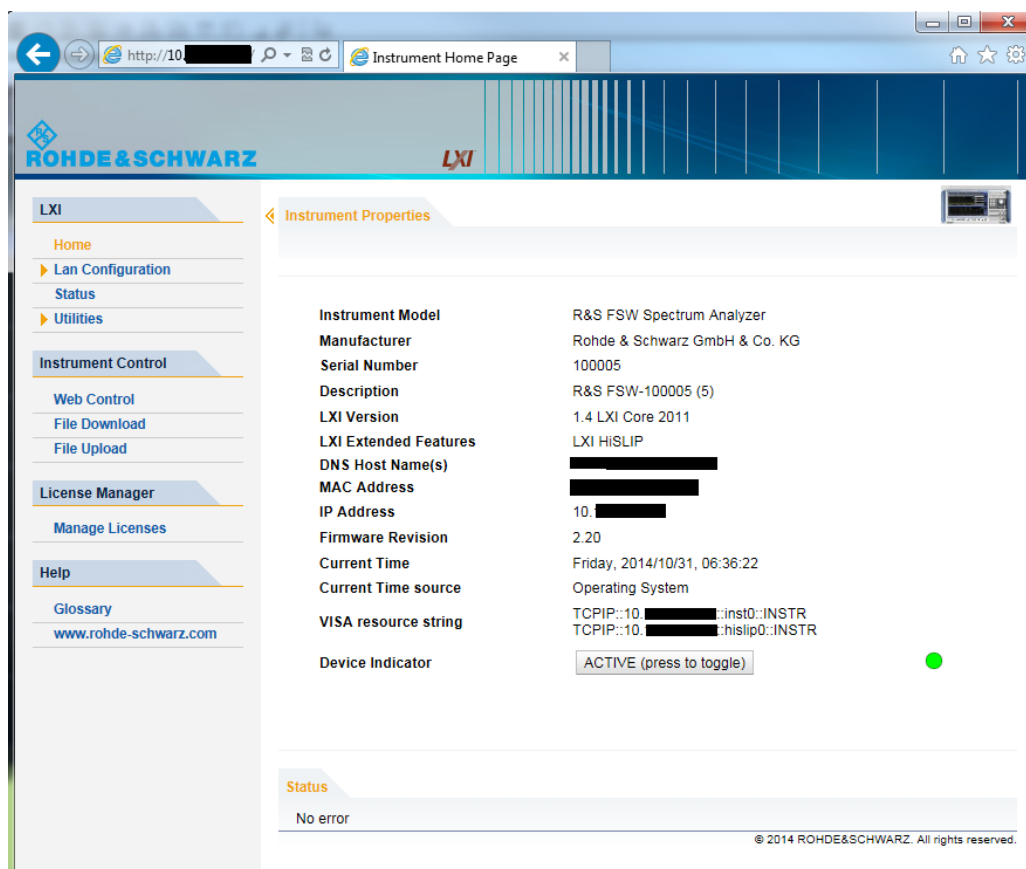 http://10.
Instrument Home Page
R&S
ROHDE&SCHWARZ
LXI
LXI
Home
Lan Configuration
Status
Utilities
Instrument Control
Web Control
File Download
File Upload
License Manager
Manage Licenses
Help
Glossary
www.rohde-schwarz.com
Instrument Properties
Instrument Model R&S FSW Spectrum Analyzer
Manufacturer Rohde & Schwarz GmbH & Co. KG
Serial Number 100005
Description R&S FSW-100005 (5)
LXI Version 1.4 LXI Core 2011
LXI Extended Features LXI HiSLIP
DNS Host Name(s)
MAC Address
IP Address 10.
Firmware Revision 2.20
Current Time Friday, 2014/10/31, 06:36:22
Current Time source Operating System
VISA resource string TCPIP::10. ::inst0::INSTR
TCPIP::10. ::hislip0::INSTR
Device Indicator ACTIVE (press to toggle)
Status
No error
© 2014 ROHDE&SCHWARZ. All rights reserved.